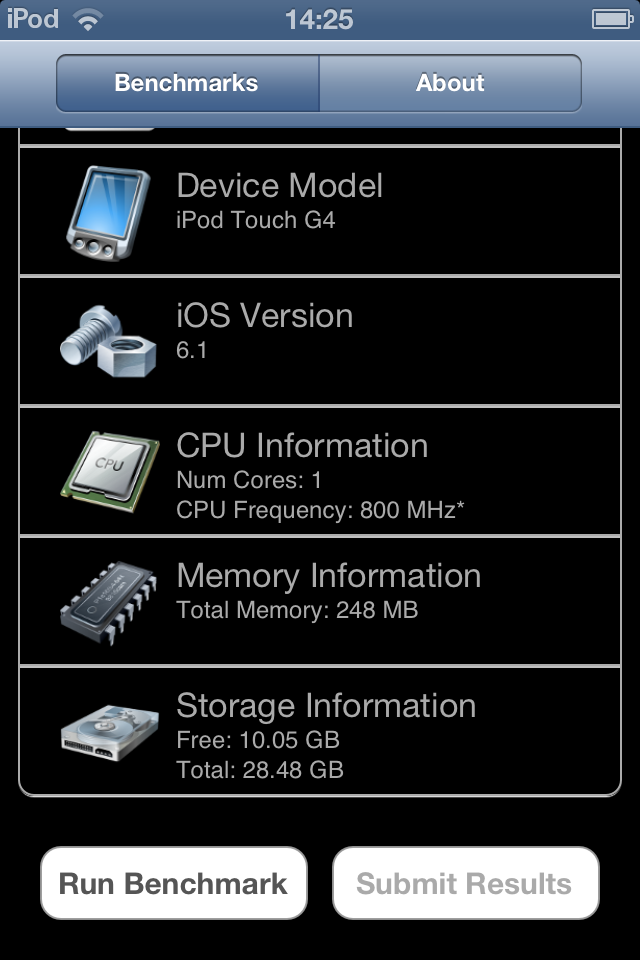 iPod 14:25
Benchmarks About
Device Model
iPod Touch G4
iOS Version
6.1
CPU Information
Num Cores: 1
CPU Frequency: 800 MHz*
CPU
Memory Information
Total Memory: 248 MB
Storage Information
Free: 10.05 GB
Total: 28.48 GB
Run Benchmark Submit Results